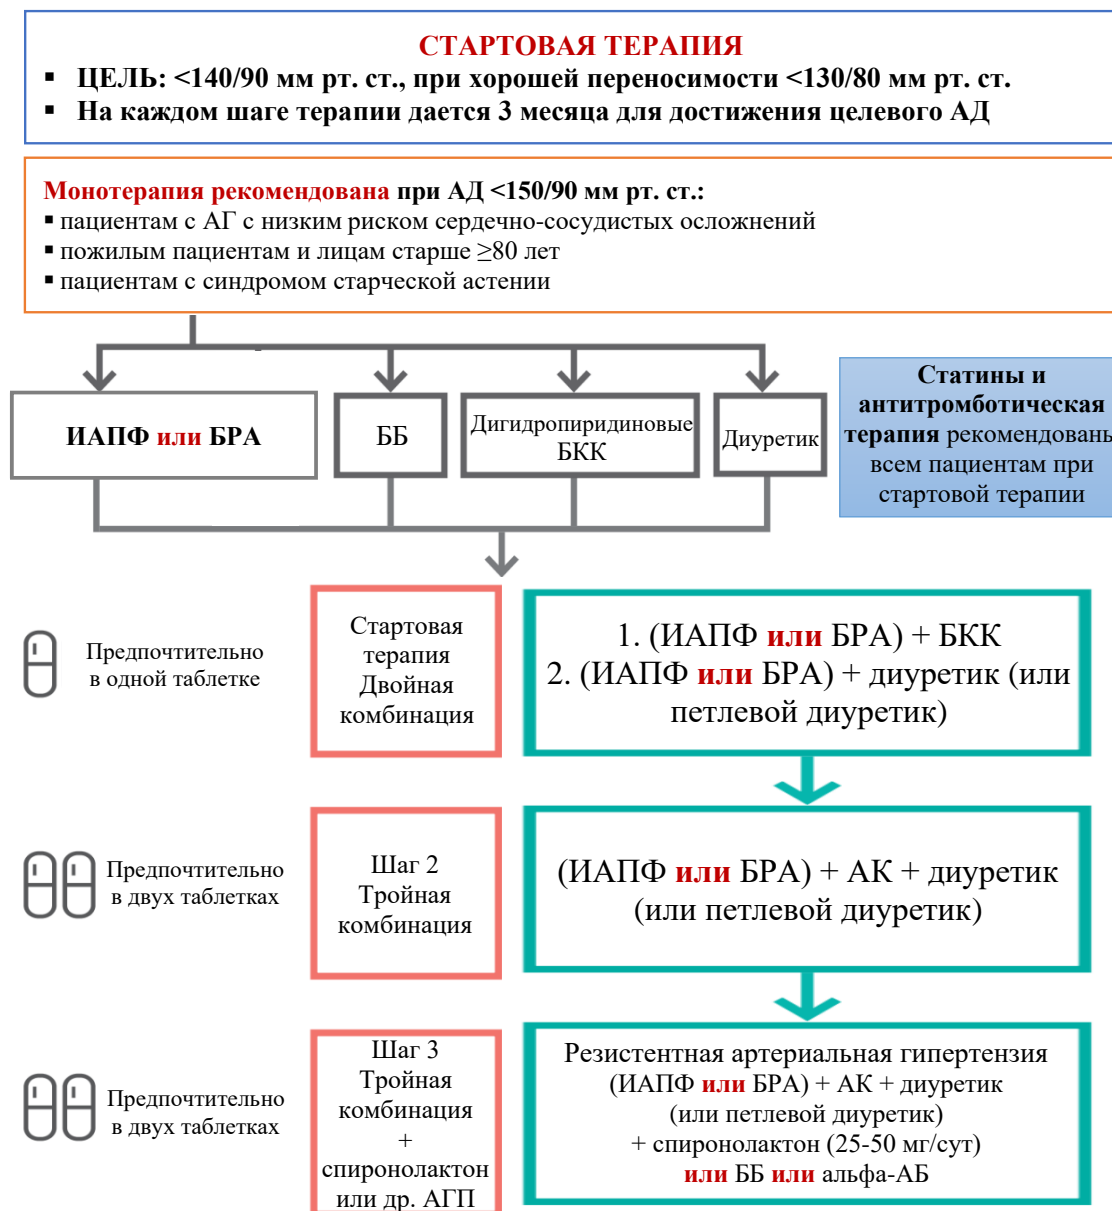 СТАРТОВАЯ ТЕРАПИЯ
▪ ЦЕЛЬ: <140/90 мм рт. ст., при хорошей переносимости <130/80 мм рт. ст.
▪ На каждом шаге терапии дается 3 месяца для достижения целевого АД
Монотерапия рекомендована при АД <150/90 мм рт. ст.:
▪ пациентам с АГ с низким риском сердечно-сосудистых осложнений
▪ пожилым пациентам и лицам старше ≥80 лет
▪ пациентам с синдромом старческой астении
ИАПФ или БРА
ББ
Дигидропиридиновые
БКК
Диуретик
Статины и
антитромботическая
терапия рекомендованы
всем пациентам при
стартовой терапии
Предпочтительно
в одной таблетке
Стартовая
терапия
Двойная
комбинация
1. (ИАПФ или БРА) + БКК
2. (ИАПФ или БРА) + диуретик (или
петлевой диуретик)
Предпочтительно
в двух таблетках
Шаг 2
Тройная
комбинация
(ИАПФ или БРА) + АК + диуретик
(или петлевой диуретик)
Предпочтительно
в двух таблетках
Шаг 3
Тройная
комбинация
+
спиронолактон
или др. АГП
Резистентная артериальная гипертензия
(ИАПФ или БРА) + АК + диуретик
(или петлевой диуретик)
+ спиронолактон (25-50 мг/сут)
или ББ или альфа-АБ